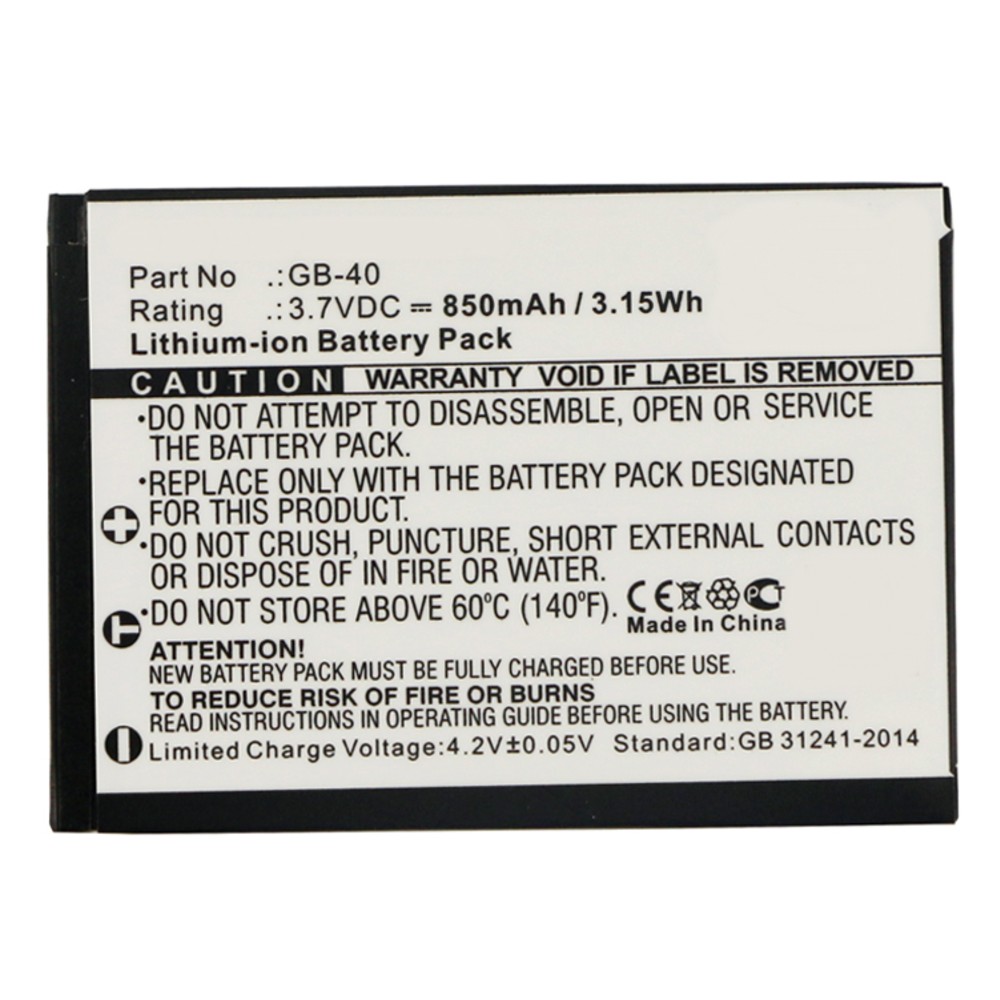 Part No .:GB-40
Rating .:3.7VDC ⎓ 850mAh / 3.15Wh
Lithium-ion Battery Pack
CAUTION WARRANTY VOID IF LABEL IS REMOVED
•DO NOT ATTEMPT TO DISASSEMBLE, OPEN OR SERVICE
THE BATTERY PACK.
•REPLACE ONLY WITH THE BATTERY PACK DESIGNATED
FOR THIS PRODUCT.
•DO NOT CRUSH, PUNCTURE, SHORT EXTERNAL CONTACTS
OR DISPOSE OF IN FIRE OR WATER.
•DO NOT STORE ABOVE 60ºC (140ºF). CE PCT
Made In China
+
T
–
ATTENTION!
NEW BATTERY PACK MUST BE FULLY CHARGED BEFORE USE.
TO REDUCE RISK OF FIRE OR BURNS
READ INSTRUCTIONS IN OPERATING GUIDE BEFORE USE THE BATTERY.
Limited Charge Voltage:4.2V±0.05V Standard:GB 31241-2014